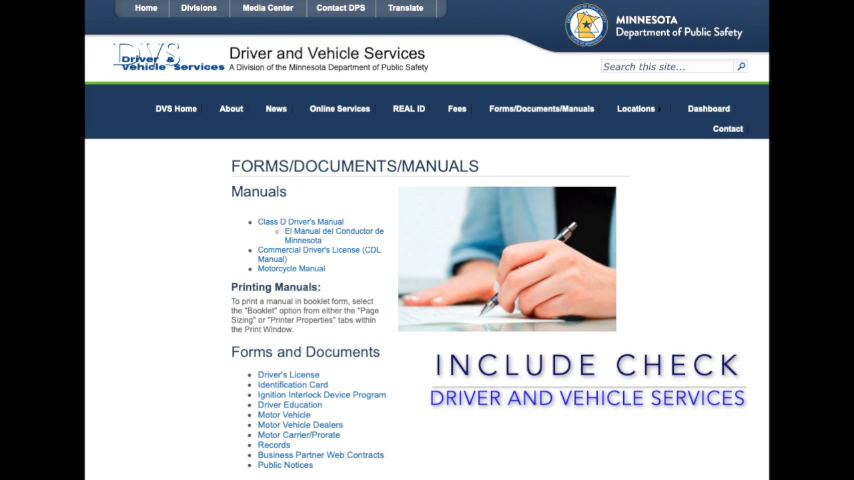 Home Divisions Media Center Contact DPS Translate
MINNESOTA
Department of Public Safety
DVS
Driver &
Vehicle Services
Driver and Vehicle Services
A Division of the Minnesota Department of Public Safety
Search this site...
DVS Home About News Online Services REAL ID Fees Forms/Documents/Manuals Locations Dashboard
Contact
FORMS/DOCUMENTS/MANUALS
Manuals
Class D Driver's Manual
El Manual del Conductor de
Minnesota
Commercial Driver's License (CDL
Manual)
Motorcycle Manual
Printing Manuals:
To print a manual in booklet form, select
the "Booklet" option from either the "Page
Sizing" or "Printer Properties" tabs within
the Print Window.
Forms and Documents
Driver's License
Identification Card
Ignition Interlock Device Program
Driver Education
Motor Vehicle
Motor Vehicle Dealers
Motor Carrier/Prorate
Records
Business Partner Web Contracts
Public Notices
INCLUDE CHECK
DRIVER AND VEHICLE SERVICES